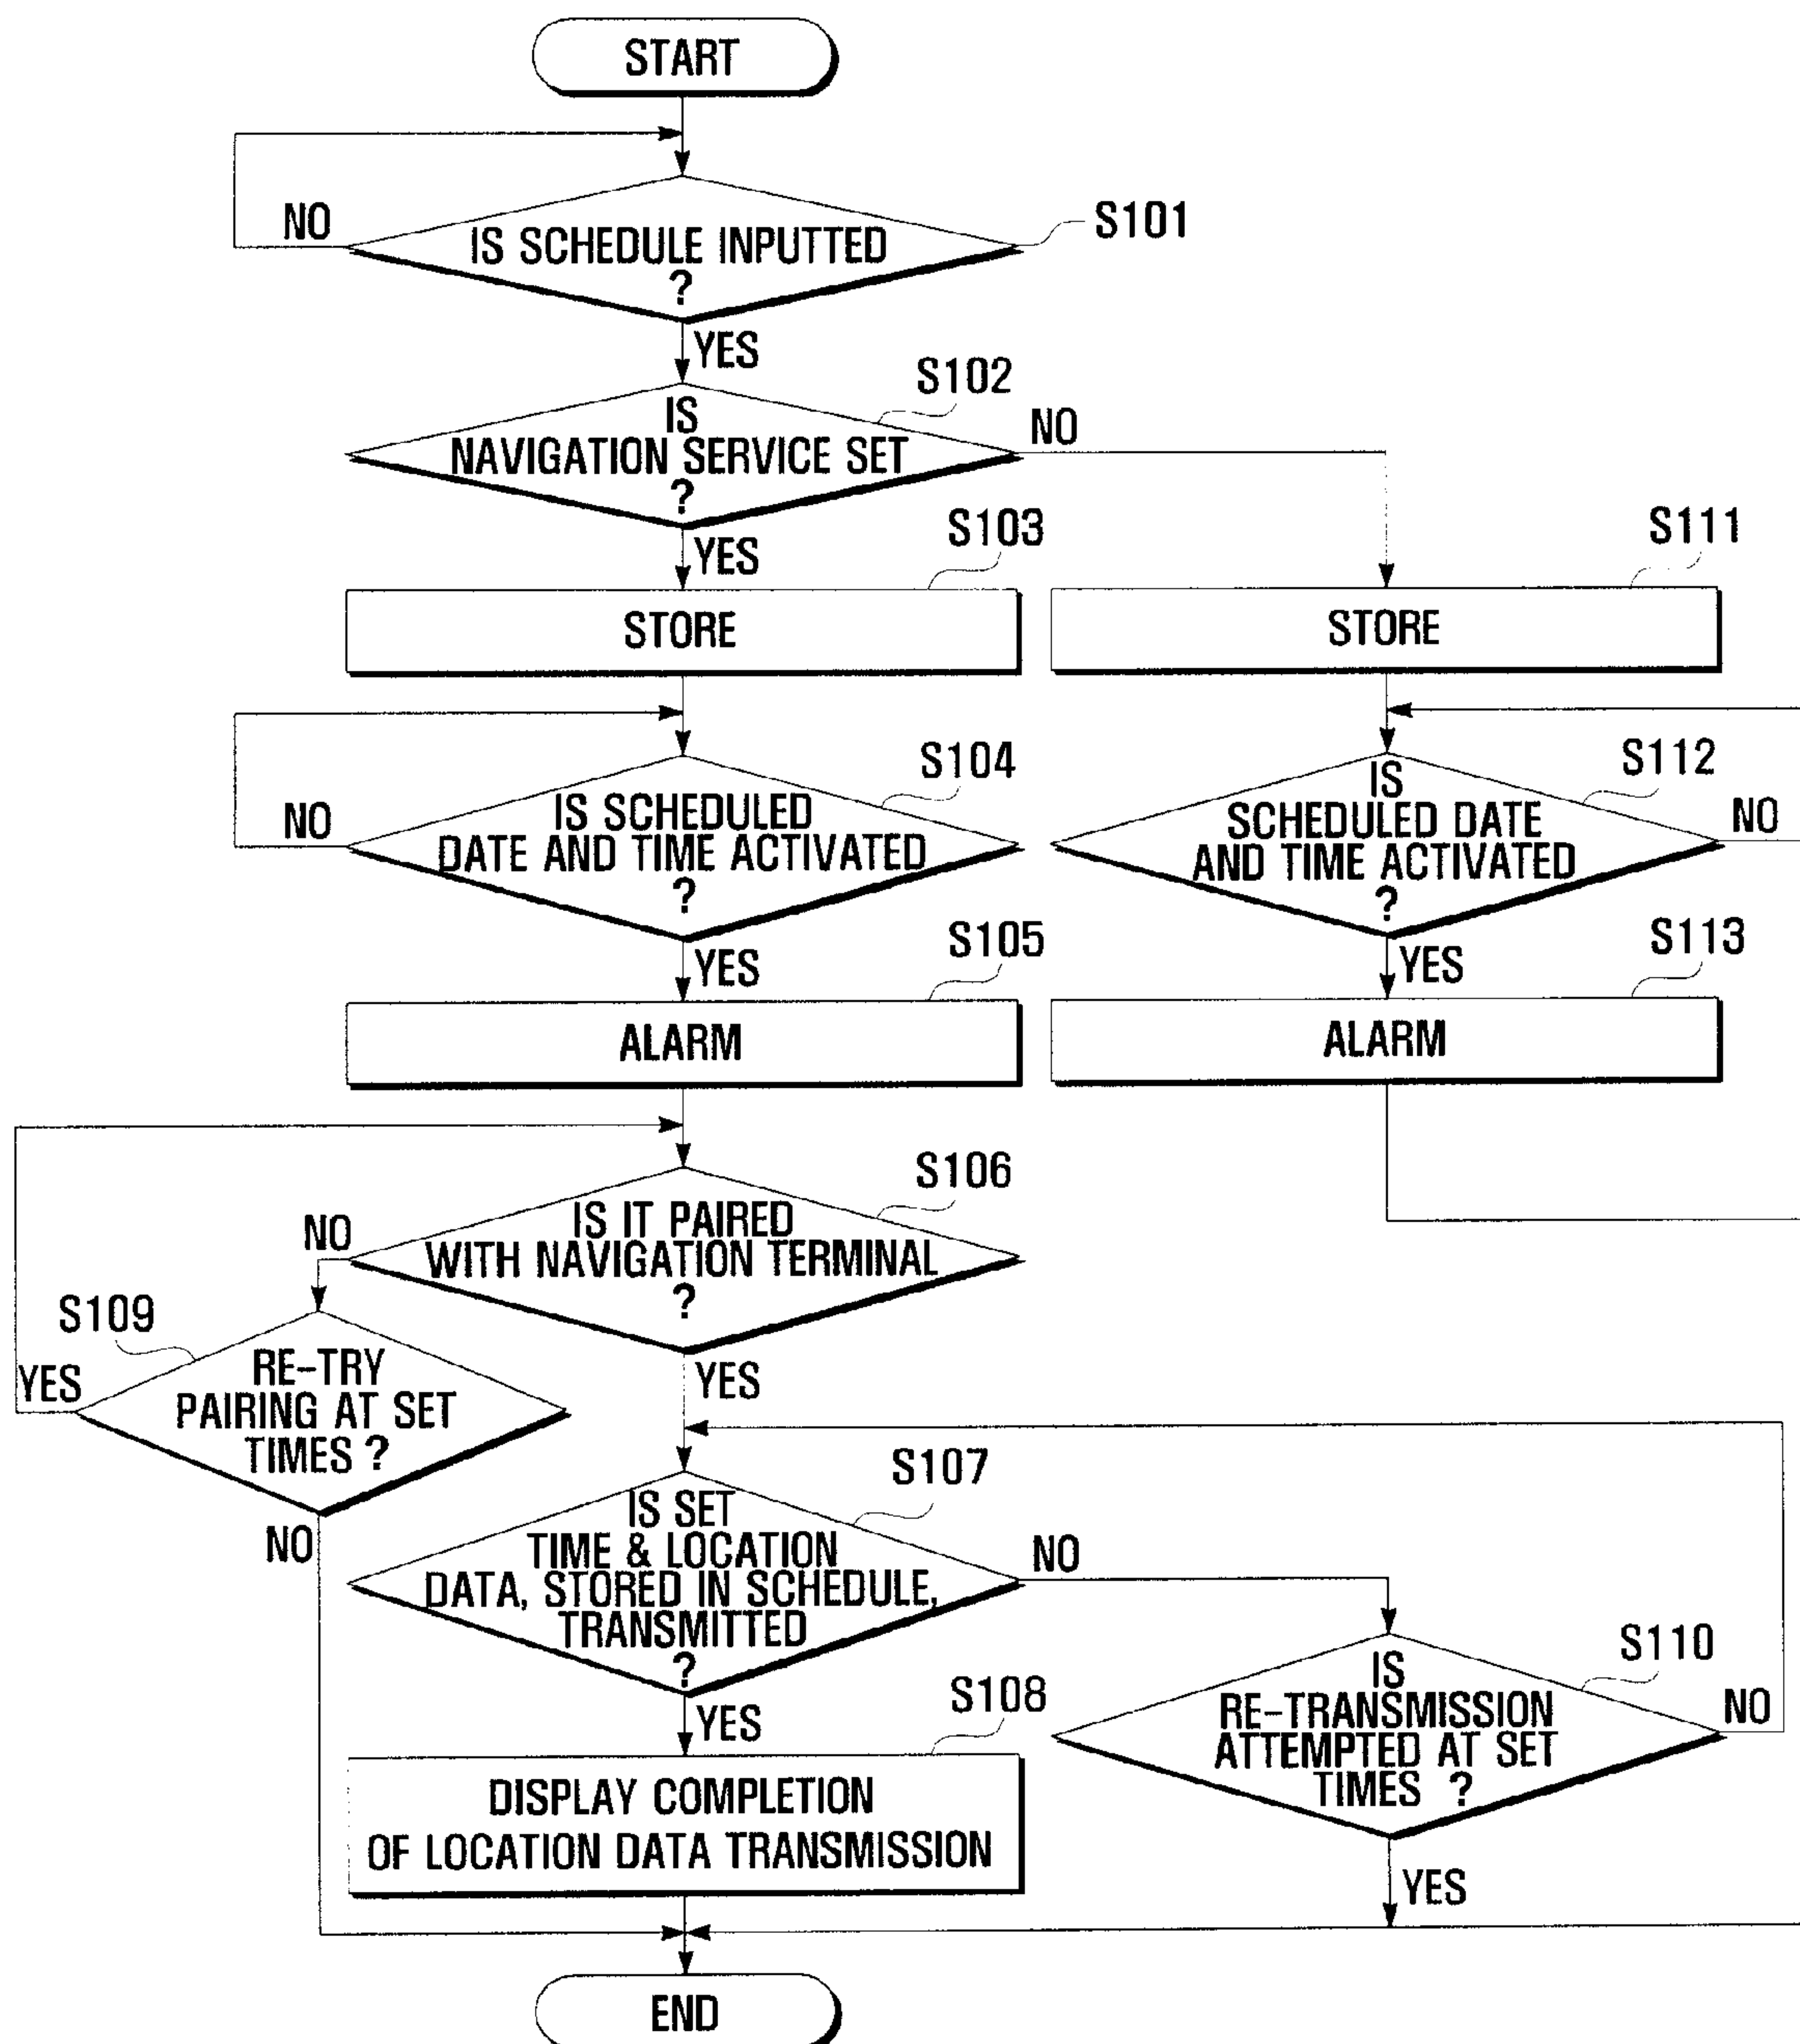 START
NO
IS SCHEDULE INPUTTED
?
S101
YES
S102
IS
NAVIGATION SERVICE SET
?
NO
YES
S103
STORE
S111
STORE
S104
NO
IS SCHEDULED
DATE AND TIME ACTIVATED
?
S112
IS
SCHEDULED DATE
AND TIME ACTIVATED
?
NO
YES
S105
ALARM
YES
S113
ALARM
S106
NO
IS IT PAIRED
WITH NAVIGATION TERMINAL
?
S109
YES
RE-TRY
PAIRING AT SET
TIMES ?
NO
YES
S107
IS SET
TIME & LOCATION
DATA, STORED IN SCHEDULE,
TRANSMITTED
?
NO
S110
IS
RE-TRANSMISSION
ATTEMPTED AT SET
TIMES ?
NO
YES
S108
DISPLAY COMPLETION
OF LOCATION DATA TRANSMISSION
YES
END